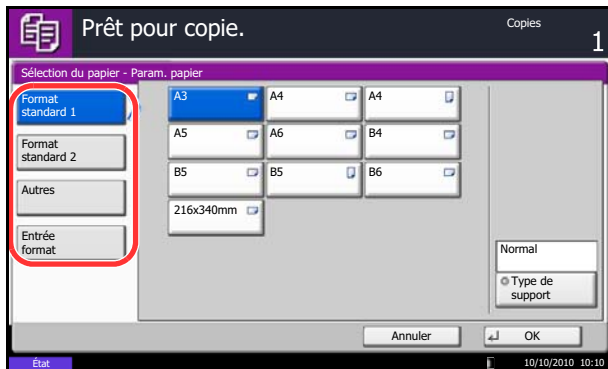 Prêt pour copie.
Copies
1
Sélection du papier - Param. papier
Format
standard 1
Format
standard 2
Autres
Entrée
format
A3
A4
A4
A5
A6
B4
B5
B5
B6
216x340mm
Normal
Type de
support
Annuler
OK
État
10/10/2010 10:10